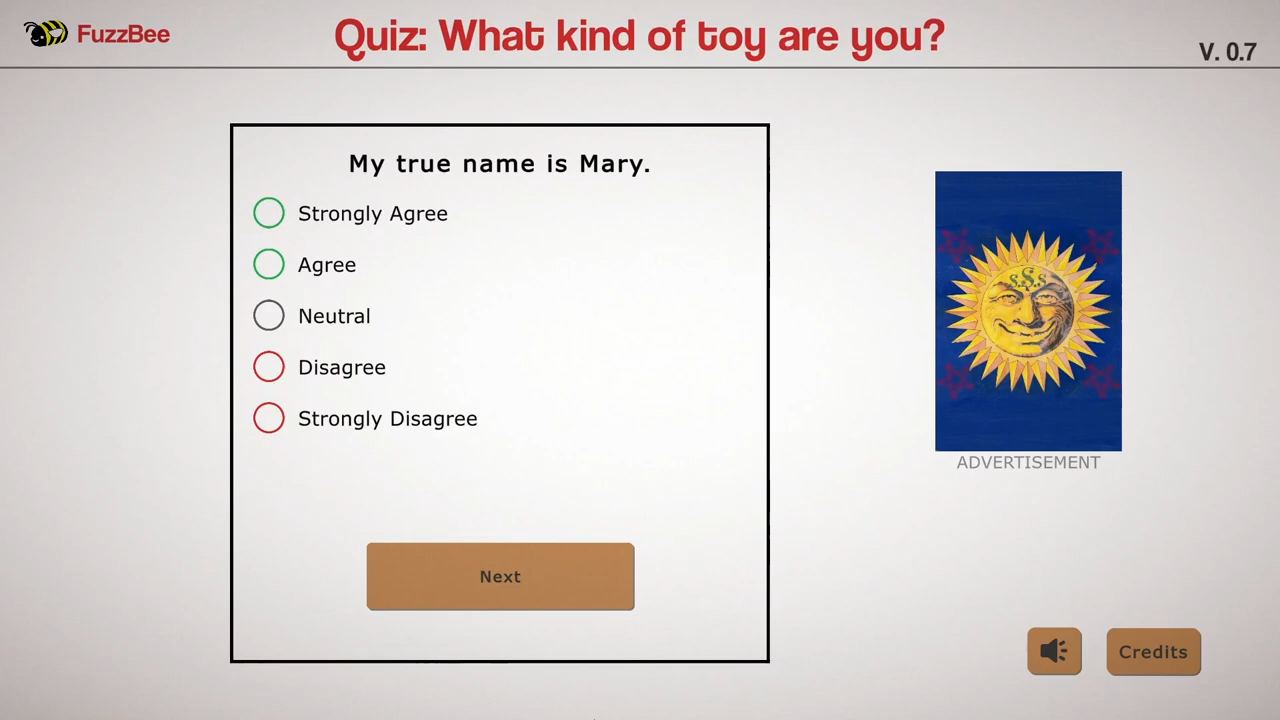 FuzzBee
Quiz: What kind of toy are you?
V. 0.7
My true name is Mary.
Strongly Agree
Agree
Neutral
Disagree
Strongly Disagree
Next
S.S.S
ADVERTISEMENT
Credits